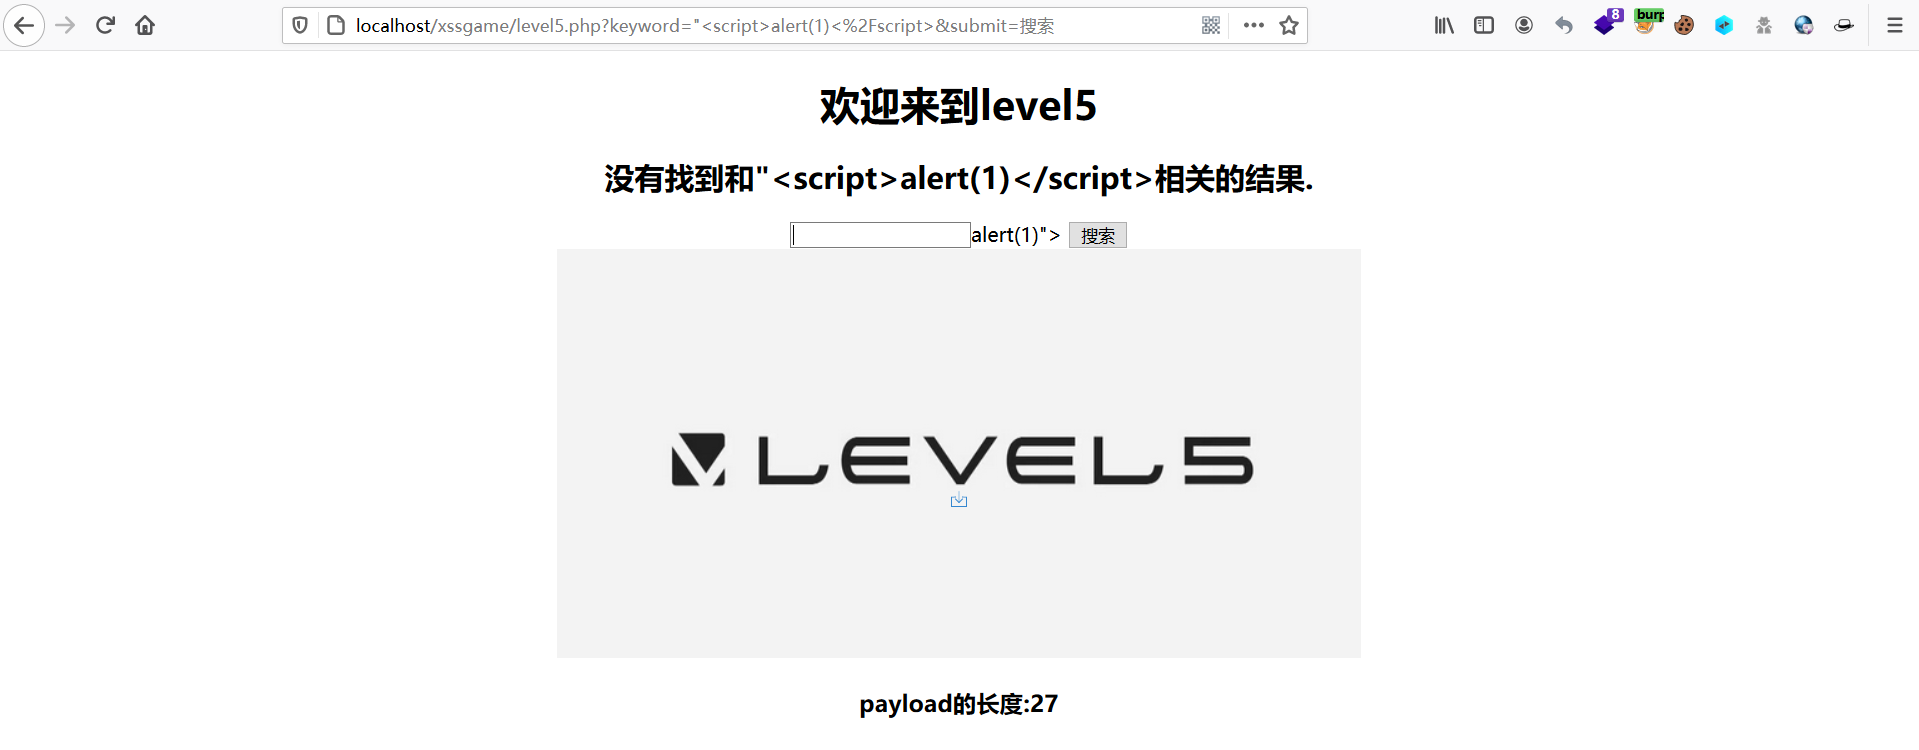 localhost/xssgame/level5.php?keyword="<script>alert(1)<%2Fscript>&submit=搜索
8
burp
欢迎来到level5
没有找到和"<script>alert(1)</script>相关的结果.
alert(1)"> 搜索
LEVEL5
payload的长度:27